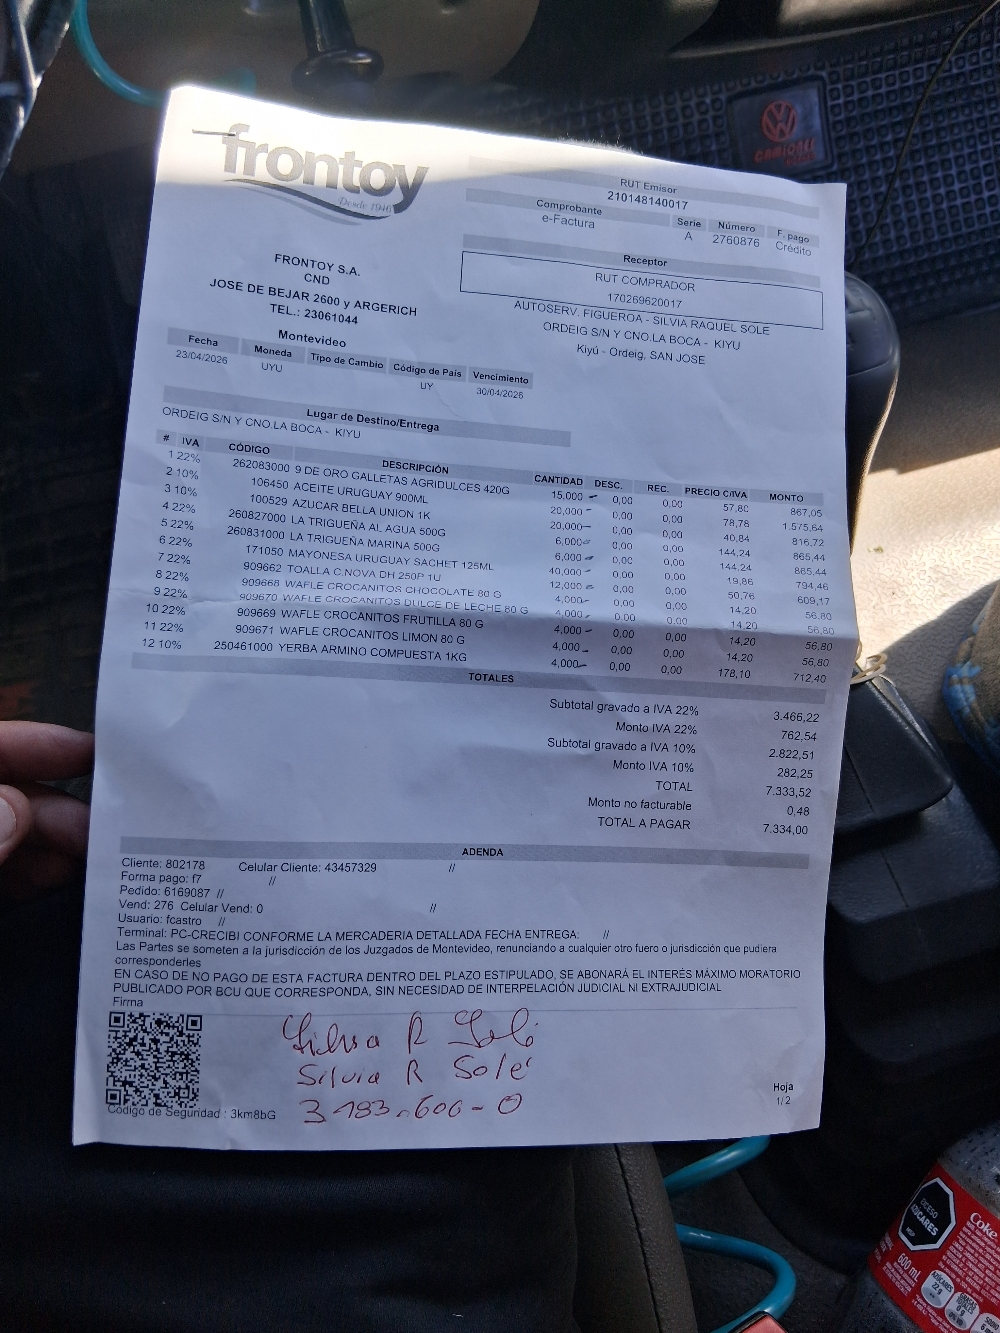 frontoy
Desde 1946
RUT Emisor
210148140017
Comprobante Serie Número F. pago
e-Factura A 2760876 Crédito
Receptor
RUT COMPRADOR
170269620017
AUTOSERV. FIGUEROA - SILVIA RAQUEL SOLE
ORDEIG S/N Y CNO.LA BOCA - KIYU
Kiyú - Ordeig, SAN JOSE
FRONTOY S.A.
CND
JOSE DE BEJAR 2600 y ARGERICH
TEL.: 23061044
Montevideo
Fecha Moneda Tipo de Cambio Código de País Vencimiento
23/04/2026 UYU UY 30/04/2026
Lugar de Destino/Entrega
ORDEIG S/N Y CNO.LA BOCA - KIYU
# IVA CÓDIGO DESCRIPCIÓN CANTIDAD DESC. REC. PRECIO C/IVA MONTO
1 22% 262083000 9 DE ORO GALLETAS AGRIDULCES 420G 15,000 0,00 0,00 57,80 867,05
2 10% 106450 ACEITE URUGUAY 900ML 20,000 0,00 0,00 78,78 1.575,64
3 10% 100529 AZUCAR BELLA UNION 1K 20,000 0,00 0,00 40,84 816,72
4 22% 260827000 LA TRIGUEÑA AL AGUA 500G 6,000 0,00 0,00 144,24 865,44
5 22% 260831000 LA TRIGUEÑA MARINA 500G 6,000 0,00 0,00 144,24 865,44
6 22% 171050 MAYONESA URUGUAY SACHET 125ML 40,000 0,00 0,00 19,86 794,46
7 22% 909662 TOALLA C.NOVA DH 250P 1U 12,000 0,00 0,00 50,76 609,17
8 22% 909668 WAFLE CROCANITOS CHOCOLATE 80 G 4,000 0,00 0,00 14,20 56,80
9 22% 909670 WAFLE CROCANITOS DULCE DE LECHE 80 G 4,000 0,00 0,00 14,20 56,80
10 22% 909669 WAFLE CROCANITOS FRUTILLA 80 G 4,000 0,00 0,00 14,20 56,80
11 22% 909671 WAFLE CROCANITOS LIMON 80 G 4,000 0,00 0,00 14,20 56,80
12 10% 250461000 YERBA ARMINO COMPUESTA 1KG 4,000 0,00 0,00 178,10 712,40
TOTALES
Subtotal gravado a IVA 22% 3.466,22
Monto IVA 22% 762,54
Subtotal gravado a IVA 10% 2.822,51
Monto IVA 10% 282,25
TOTAL 7.333,52
Monto no facturable 0,48
TOTAL A PAGAR 7.334,00
ADENDA
Cliente: 802178 Celular Cliente: 43457329 //
Forma pago: f7 //
Pedido: 6169087 //
Vend: 276 Celular Vend: 0 //
Usuario: fcastro //
Terminal: PC-CRECIBI CONFORME LA MERCADERIA DETALLADA FECHA ENTREGA: //
Las Partes se someten a la jurisdicción de los Juzgados de Montevideo, renunciando a cualquier otro fuero o jurisdicción que pudiera
corresponderles
EN CASO DE NO PAGO DE ESTA FACTURA DENTRO DEL PLAZO ESTIPULADO, SE ABONARÁ EL INTERÉS MÁXIMO MORATORIO
PUBLICADO POR BCU QUE CORRESPONDA, SIN NECESIDAD DE INTERPELACIÓN JUDICIAL NI EXTRAJUDICIAL
Firma
Silvia R Solé
Silvia R Solé
3183.600-0
Código de Seguridad : 3km8bG
Hoja
1/2
Camiones
EXCESO
AZÚCARES
MSP
Coke
600 mL
AZÚCARES